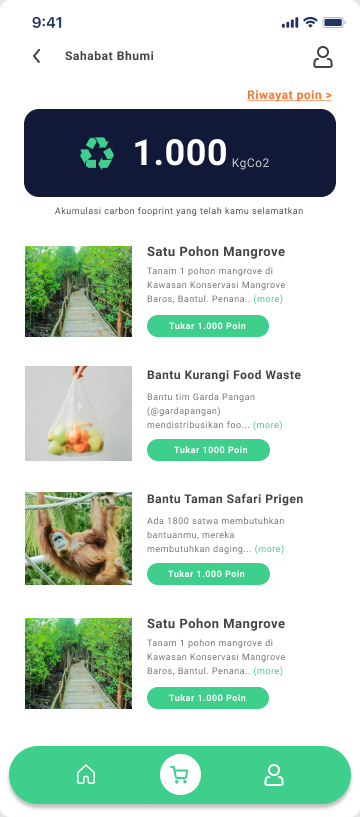 9:41
Sahabat Bhumi
Riwayat poin >
1.000 KgCo2
Akumulasi carbon fooprint yang telah kamu selamatkan
Satu Pohon Mangrove
Tanam 1 pohon mangrove di
Kawasan Konservasi Mangrove
Baros, Bantul. Penana.. (more)
Tukar 1.000 Poin
Bantu Kurangi Food Waste
Bantu tim Garda Pangan
(@gardapangan)
mendistribusikan foo... (more)
Tukar 1000 Poin
Bantu Taman Safari Prigen
Ada 1800 satwa membutuhkan
bantuanmu, mereka
membutuhkan daging... (more)
Tukar 1.000 Poin
Satu Pohon Mangrove
Tanam 1 pohon mangrove di
Kawasan Konservasi Mangrove
Baros, Bantul. Penana.. (more)
Tukar 1.000 Poin